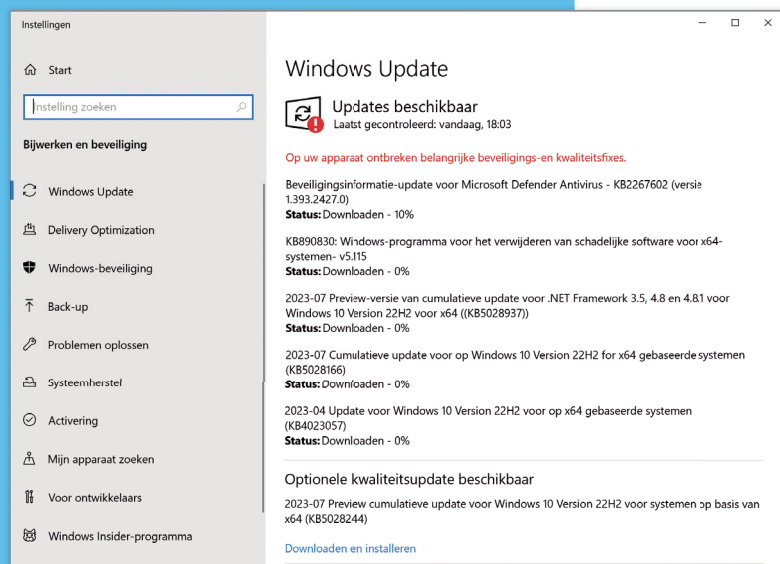 Instellingen
Start
Instelling zoeken
Bijwerken en beveiliging
Windows Update
Delivery Optimization
Windows-beveiliging
Back-up
Problemen oplossen
Systeemherstel
Activering
Mijn apparaat zoeken
Voor ontwikkelaars
Windows Insider-programma
Windows Update
Updates beschikbaar
Laatst gecontroleerd: vandaag, 18:03
Op uw apparaat ontbreken belangrijke beveiligings-en kwaliteitsfixes.
Beveiligingsinformatie-update voor Microsoft Defender Antivirus - KB2267602 (versie
1.393.2427.0)
Status: Downloaden - 10%
KB890830: Windows-programma voor het verwijderen van schadelijke software voor x64-
systemen- v5.I15
Status: Downloaden - 0%
2023-07 Preview-versie van cumulatieve update voor .NET Framework 3.5, 4.8 en 4.8.1 voor
Windows 10 Version 22H2 voor x64 ((KB5028937))
Status: Downloaden - 0%
2023-07 Cumulatieve update voor op Windows 10 Version 22H2 for x64 gebaseerde systemen
(KB5028166)
Status: Downloaden - 0%
2023-04 Update voor Windows 10 Version 22H2 voor op x64 gebaseerde systemen
(KB4023057)
Status: Downloaden - 0%
Optionele kwaliteitsupdate beschikbaar
2023-07 Preview cumulatieve update voor Windows 10 Version 22H2 voor systemen op basis van
x64 (KB5028244)
Downloaden en installeren